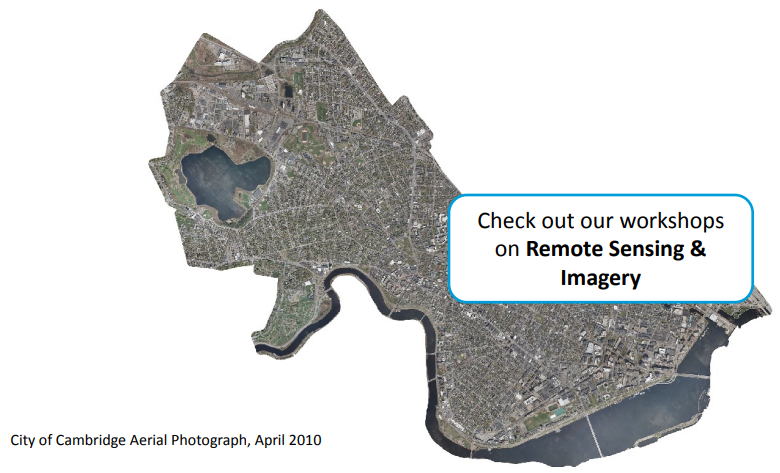 Check out our workshops
on Remote Sensing &
Imagery
City of Cambridge Aerial Photograph, April 2010